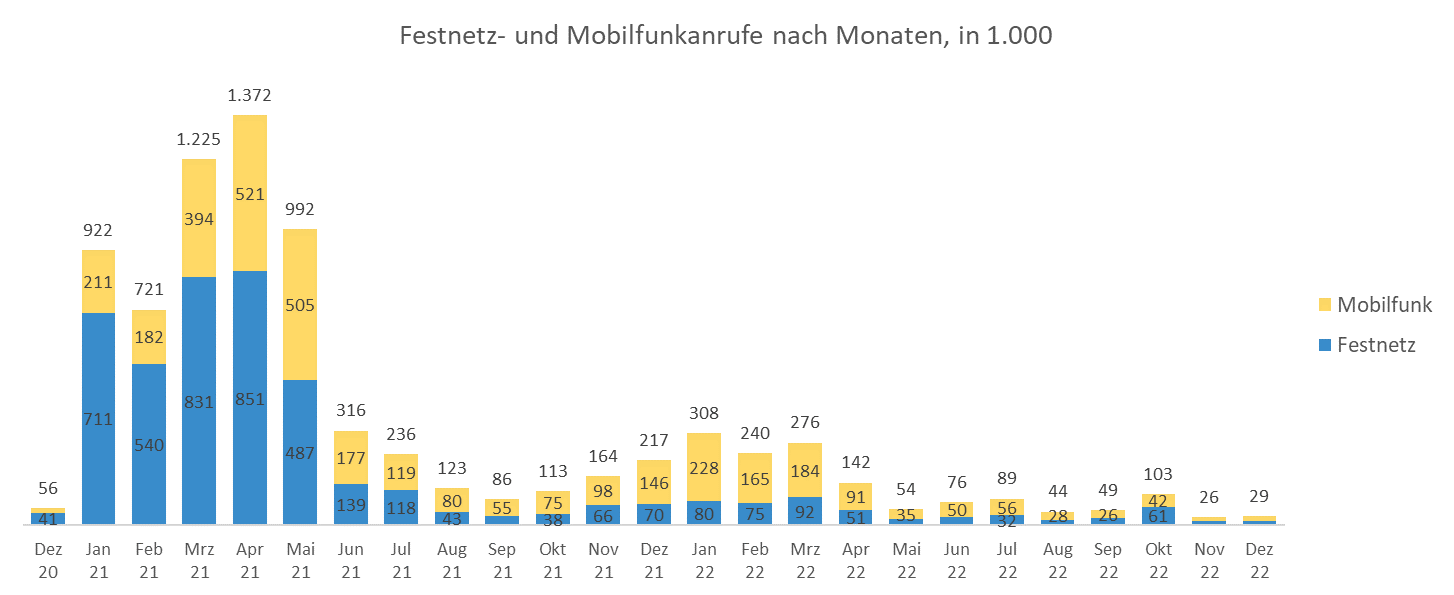 Festnetz- und Mobilfunkanrufe nach Monaten, in 1.000
1.372
1.225
992
922
721
521
394
505
211
182
831
851
711
540
487
316
236
123
86
113
164
217
308
240
276
142
54
76
89
44
49
103
26
29
56
177
119
80
55
75
98
146
228
165
184
91
35
50
56
28
26
42
41
139
118
43
38
66
70
80
75
92
51
32
61
Dez 20
Jan 21
Feb 21
Mrz 21
Apr 21
Mai 21
Jun 21
Jul 21
Aug 21
Sep 21
Okt 21
Nov 21
Dez 21
Jan 22
Feb 22
Mrz 22
Apr 22
Mai 22
Jun 22
Jul 22
Aug 22
Sep 22
Okt 22
Nov 22
Dez 22
Mobilfunk
Festnetz